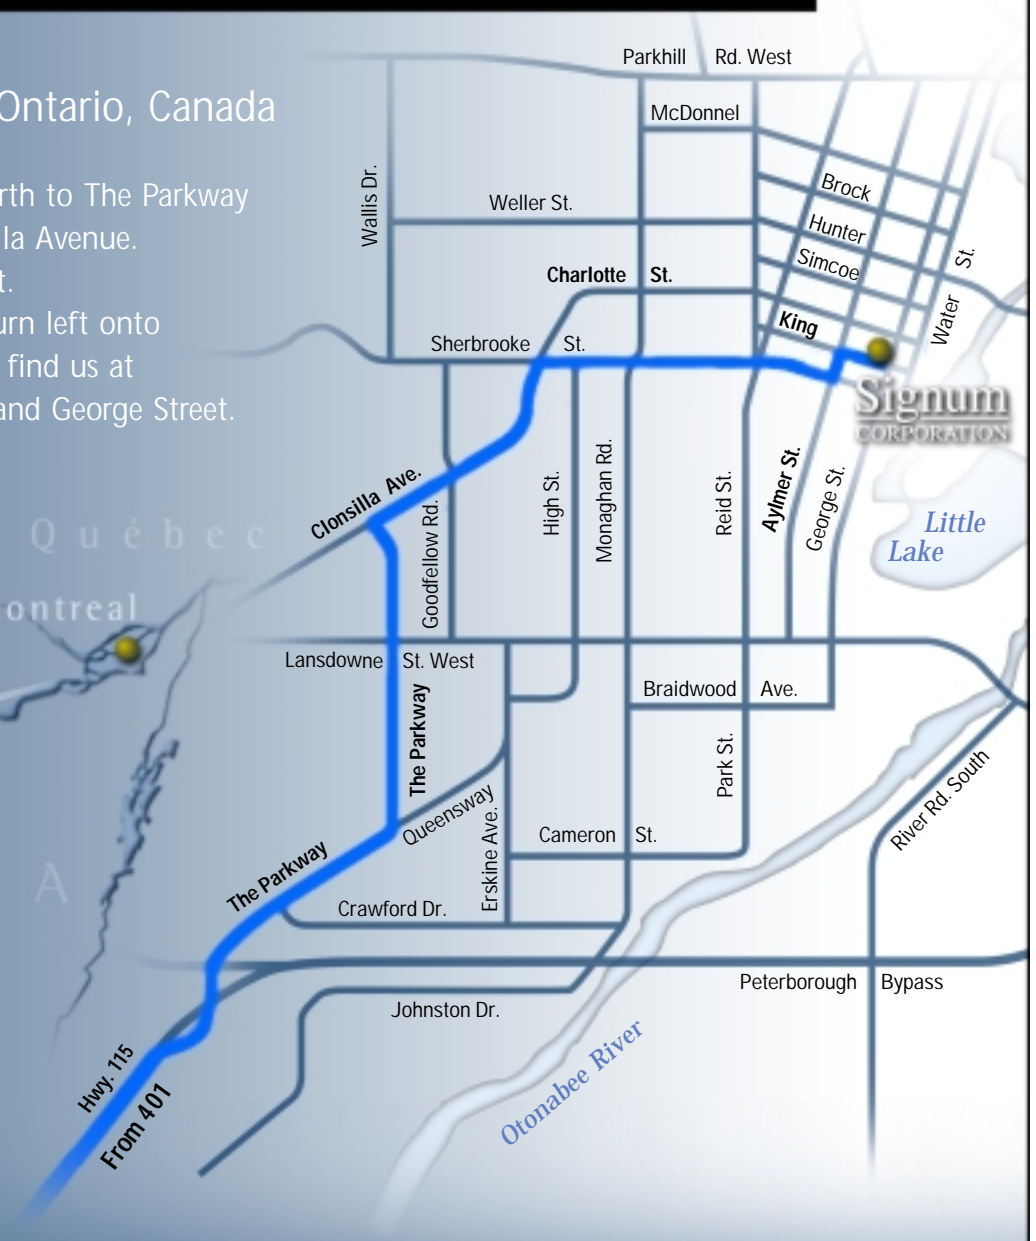 Parkhill Rd. West
Ontario, Canada
McDonnel
rth to The Parkway
la Avenue.
t.
urn left onto
find us at
and George Street.
Wallis Dr.
Weller St.
Brock
Hunter
Simcoe
Water St.
Charlotte St.
King
Sherbrooke St.
Signum
CORPORATION
Clonsilla Ave.
Goodfellow Rd.
High St.
Monaghan Rd.
Reid St.
Aylmer St.
George St.
Little
Lake
Québec
ontreal
Lansdowne St. West
The Parkway
Braidwood Ave.
Park St.
Queensway
Erskine Ave.
Cameron St.
River Rd. South
The Parkway
A
Crawford Dr.
Peterborough Bypass
Johnston Dr.
Hwy. 115
From 401
Otonabee River